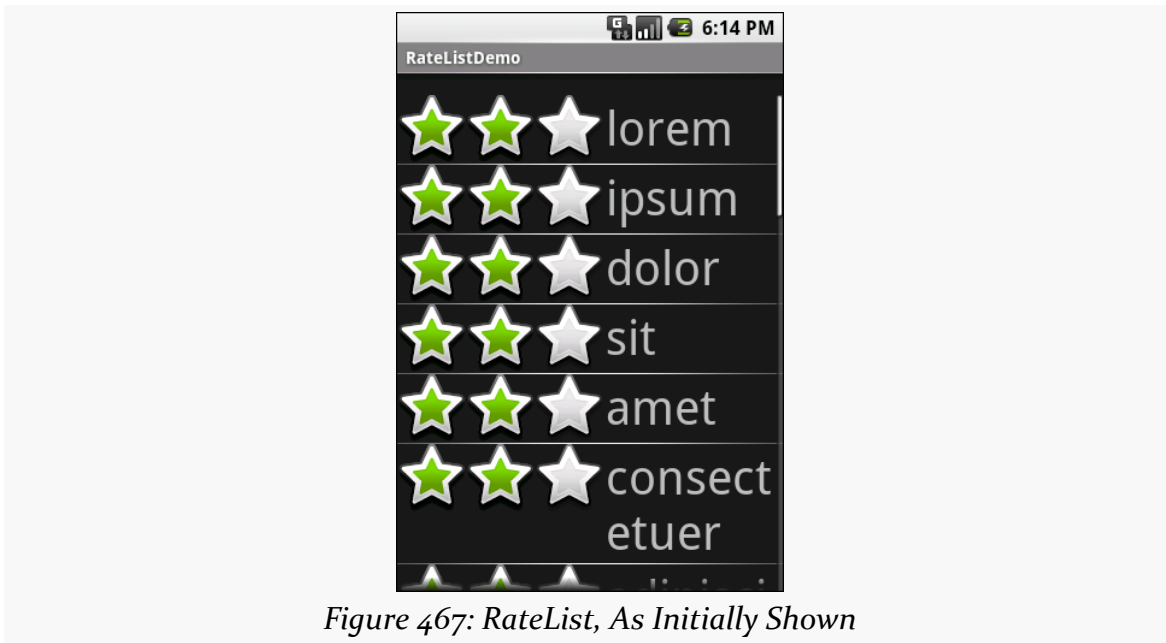 G
6:14 PM
RateListDemo
lorem
ipsum
dolor
sit
amet
consect
etuer
Figure 467: RateList, As Initially Shown